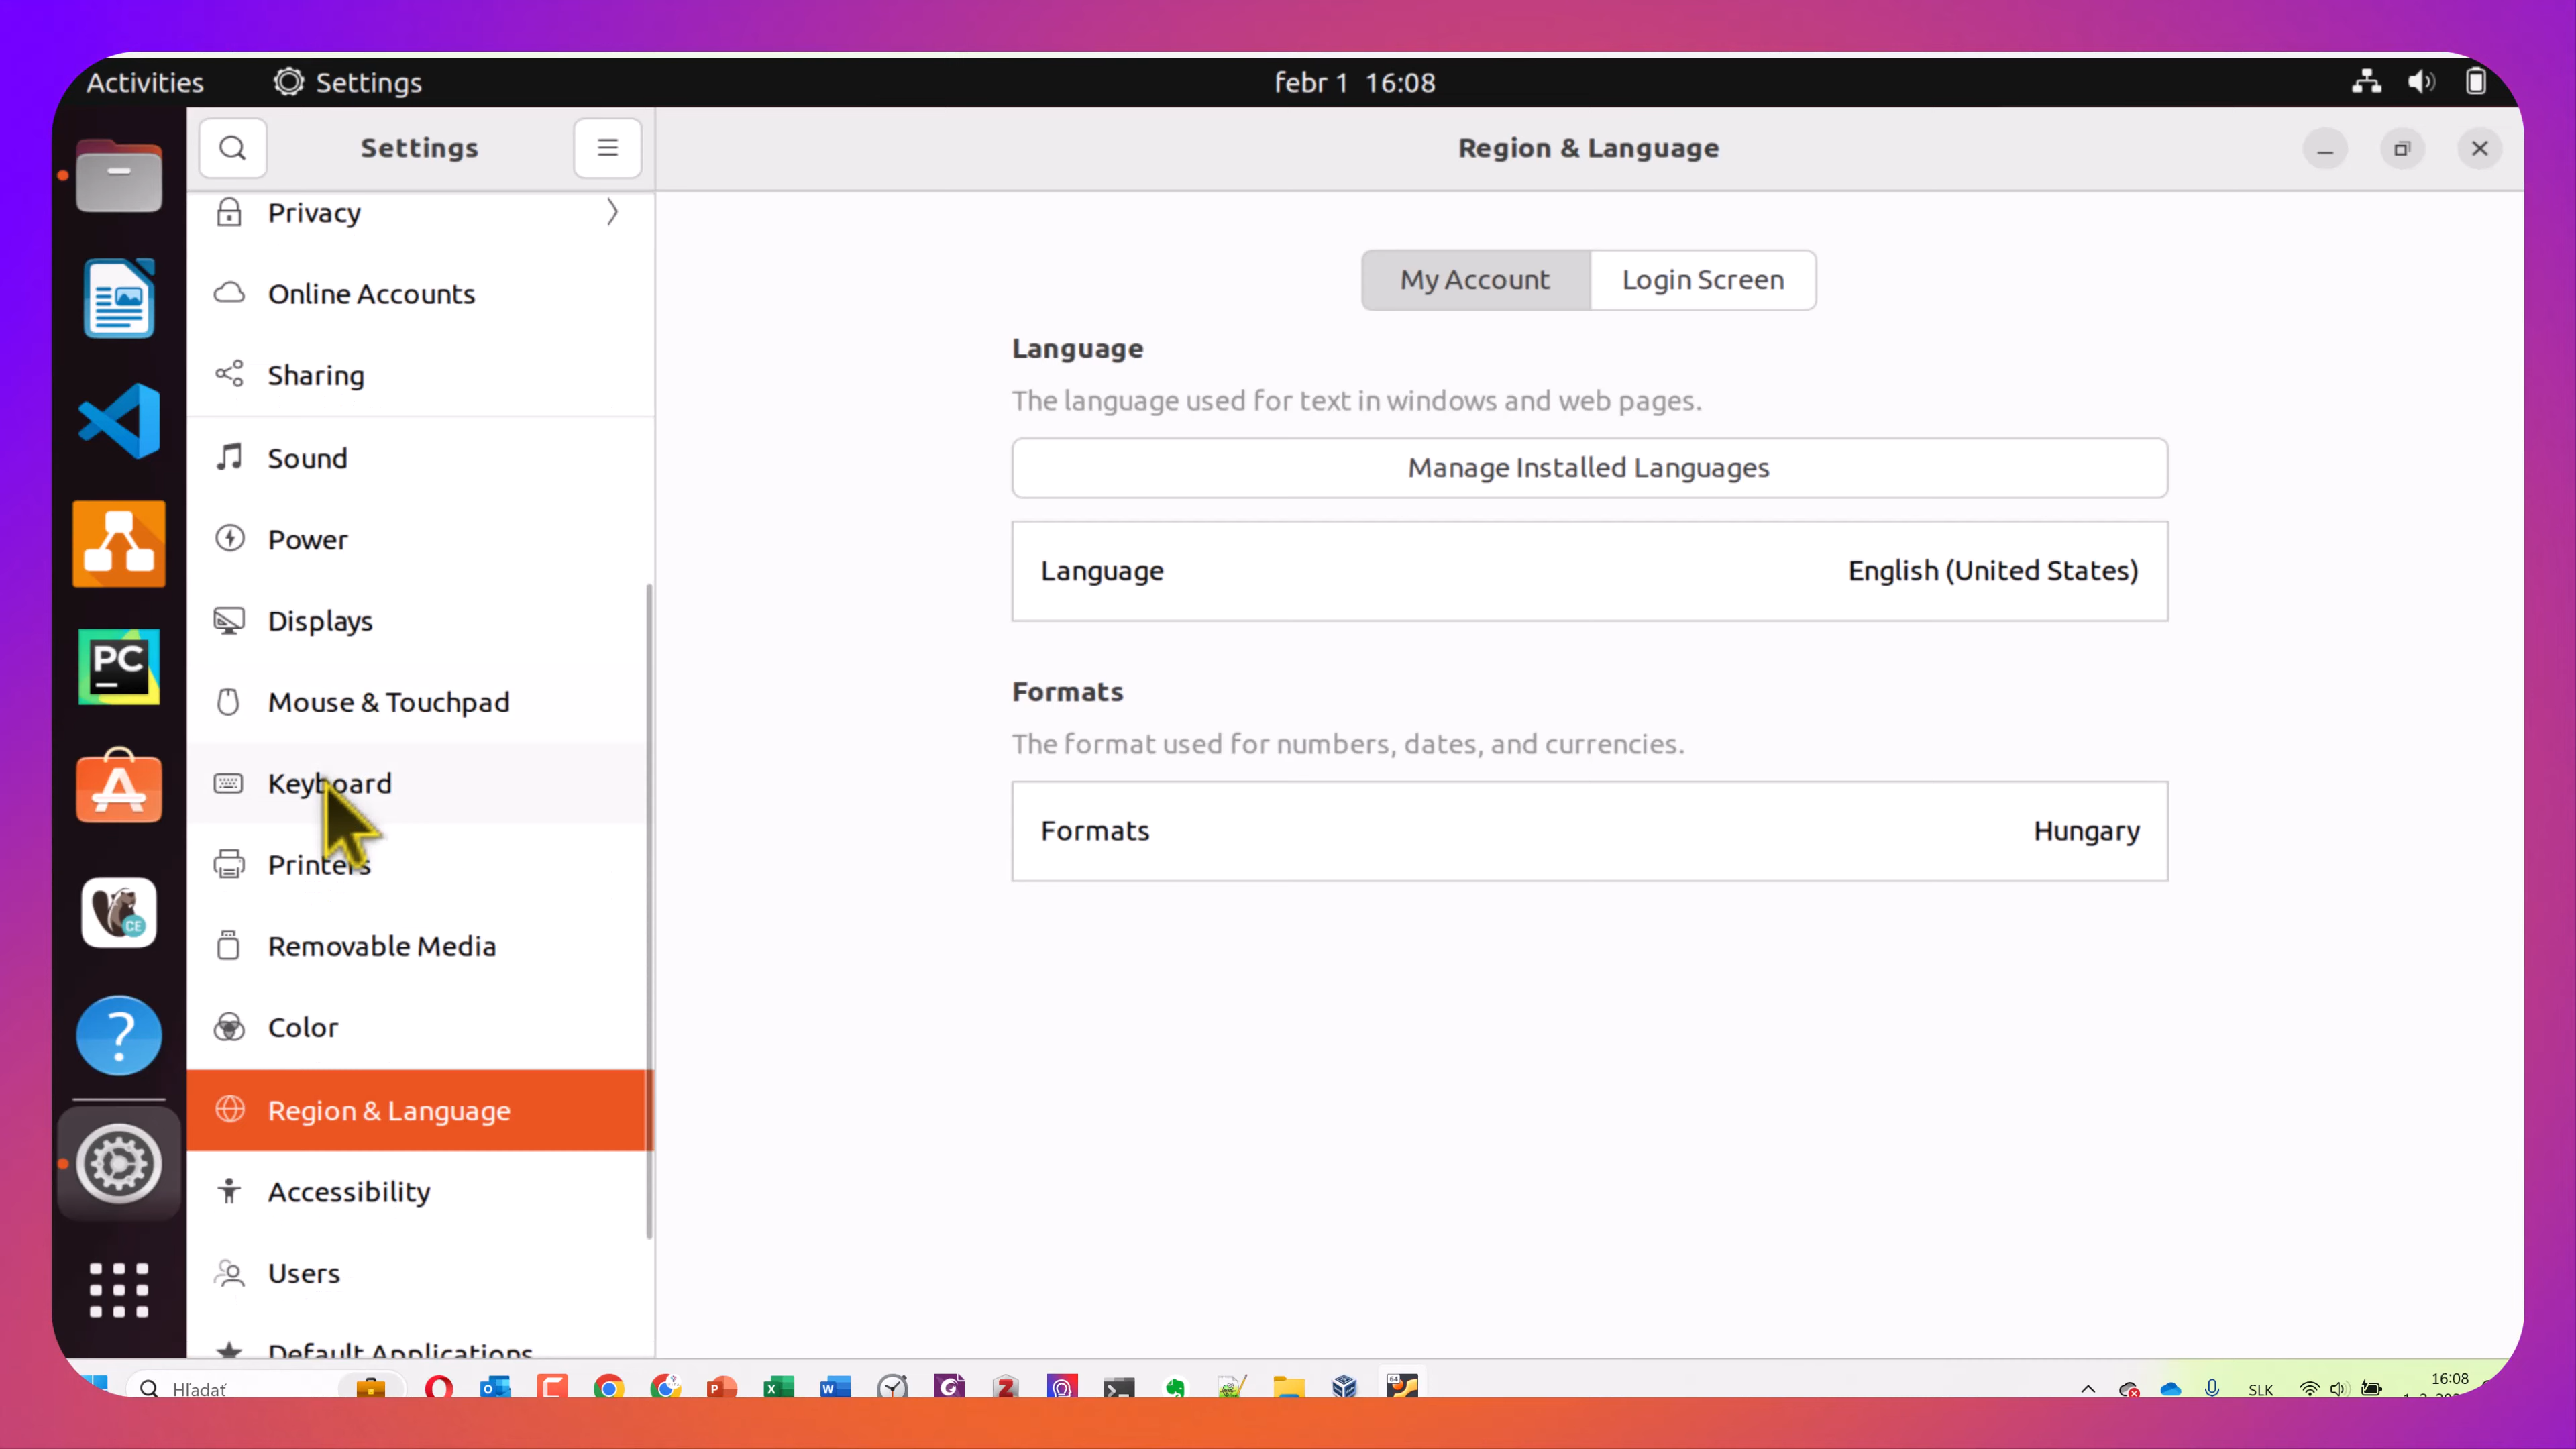 Activities
Settings
febr 1 16:08
Settings
Region & Language
Privacy
Online Accounts
Sharing
Sound
Power
Displays
Mouse & Touchpad
Keyboard
Printers
Removable Media
Color
Region & Language
Accessibility
Users
Default Applications
My Account
Login Screen
Language
The language used for text in windows and web pages.
Manage Installed Languages
Language
English (United States)
Formats
The format used for numbers, dates, and currencies.
Formats
Hungary
PC
CE
?
Hľadať
SLK
16:08